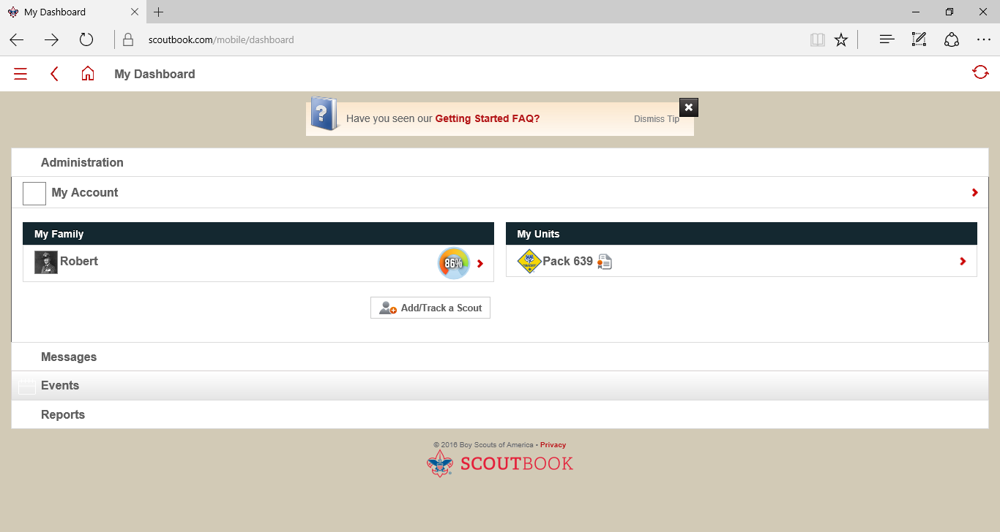 My Dashboard
scoutbook.com/mobile/dashboard
My Dashboard
Have you seen our Getting Started FAQ?
Dismiss Tip
Administration
My Account
My Family
Robert
86%
Add/Track a Scout
My Units
Pack 639
Messages
Events
Reports
© 2016 Boy Scouts of America • Privacy
SCOUTBOOK